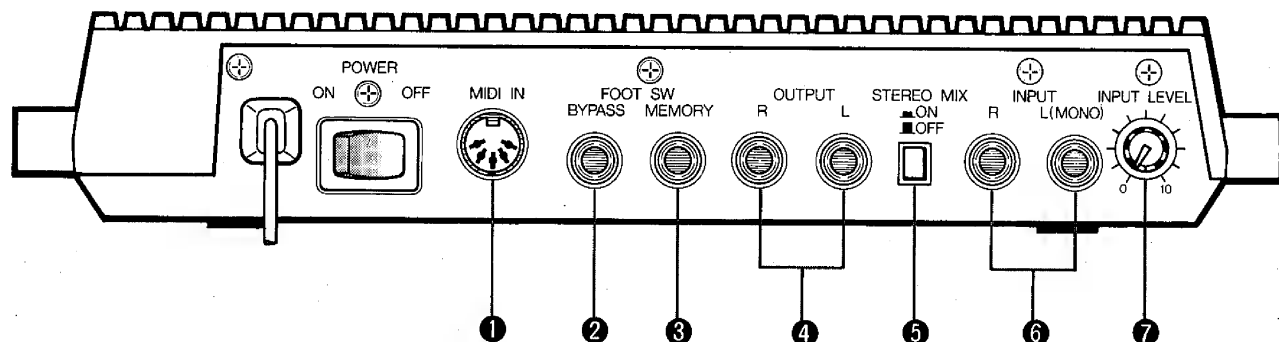 POWER
ON OFF
MIDI IN
FOOT SW
BYPASS MEMORY
OUTPUT
R L
STEREO MIX
ON
OFF
INPUT
R L(MONO)
INPUT LEVEL
0 10
1 2 3 4 5 6 7